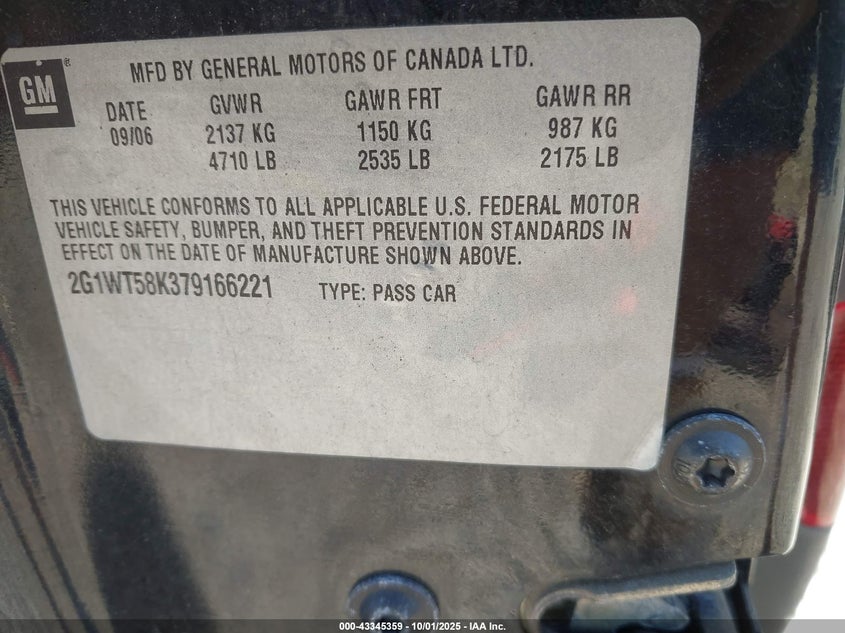 GM
MFD BY GENERAL MOTORS OF CANADA LTD.
DATE GVWR GAWR FRT GAWR RR
09/06 2137 KG 1150 KG 987 KG
4710 LB 2535 LB 2175 LB
THIS VEHICLE CONFORMS TO ALL APPLICABLE U.S. FEDERAL MOTOR
VEHICLE SAFETY, BUMPER, AND THEFT PREVENTION STANDARDS IN
EFFECT ON THE DATE OF MANUFACTURE SHOWN ABOVE.
2G1WT58K379166221 TYPE: PASS CAR
000-43345359 | 10/01/2025 - IAA Inc.